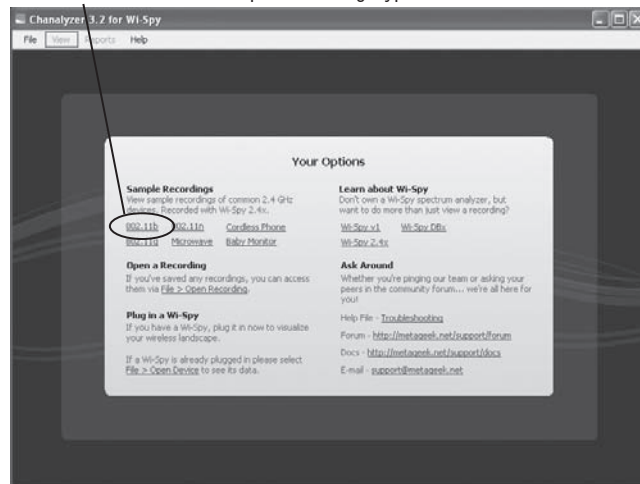 Chanalyzer 3.2 for Wi-Spy
File View Reports Help
Your Options
Sample Recordings
View sample recordings of common 2.4 GHz
devices. Recorded with Wi-Spy 2.4x.
802.11b 802.11n Cordless Phone
802.11g Microwave Baby Monitor
Open a Recording
If you've saved any recordings, you can access
them via File > Open Recording.
Plug in a Wi-Spy
If you have a Wi-Spy, plug it in now to visualize
your wireless landscape.
If a Wi-Spy is already plugged in please select
File > Open Device to see its data.
Learn about Wi-Spy
Don't own a Wi-Spy spectrum analyzer, but
want to do more than just view a recording?
Wi-Spy v1 Wi-Spy DBx
Wi-Spy 2.4x
Ask Around
Whether you're pinging our team or asking your
peers in the community forum... we're all here for
you!
Help File - Troubleshooting
Forum - http://metageek.net/support/forum
Docs - http://metageek.net/support/docs
E-mail - support@metageek.net